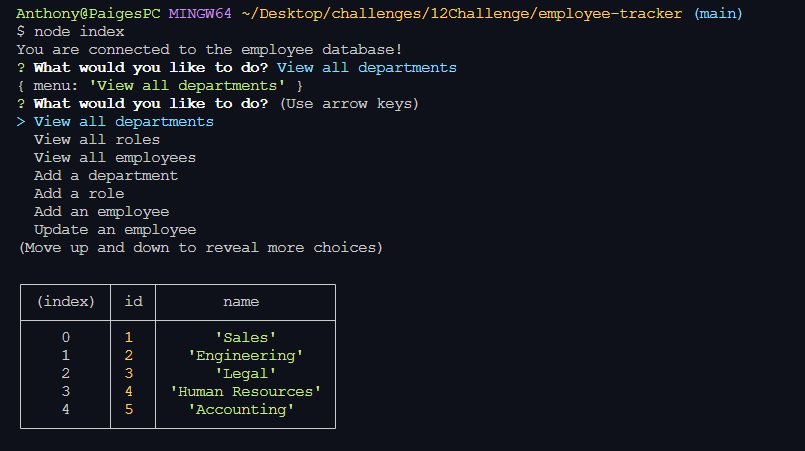 Anthony@PaigesPC MINGW64 ~/Desktop/challenges/12Challenge/employee-tracker (main)
$ node index
You are connected to the employee database!
? What would you like to do? View all departments
{ menu: 'View all departments' }
? What would you like to do? (Use arrow keys)
> View all departments
View all roles
View all employees
Add a department
Add a role
Add an employee
Update an employee
(Move up and down to reveal more choices)
(index) id name
0 1 'Sales'
1 2 'Engineering'
2 3 'Legal'
3 4 'Human Resources'
4 5 'Accounting'